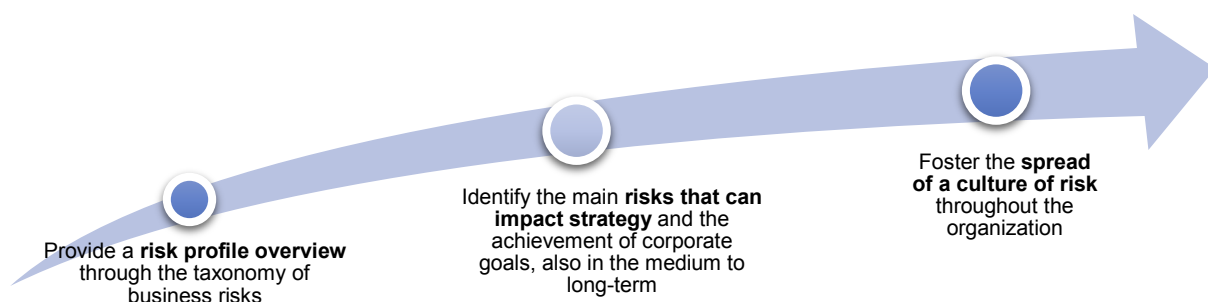 Provide a risk profile overview
through the taxonomy of
business risks
Identify the main risks that can
impact strategy and the
achievement of corporate
goals, also in the medium to
long-term
Foster the spread
of a culture of risk
throughout the
organization